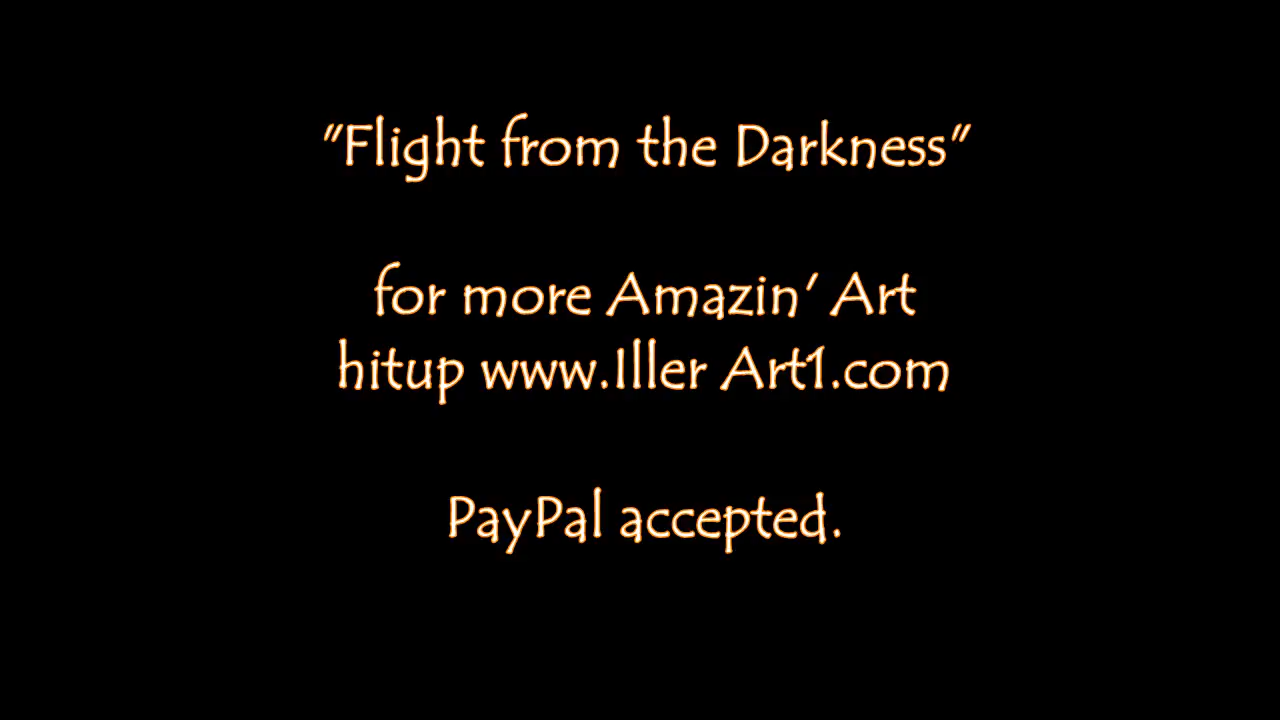 "Flight from the Darkness"
for more Amazin' Art
hitup www.Iller Art1.com
PayPal accepted.